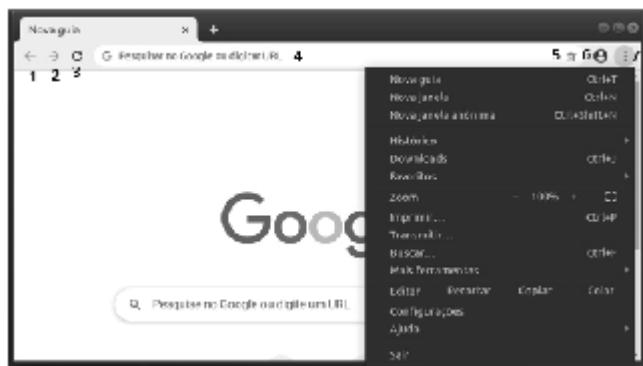 Nova guia × +
← → C G Pesquisar no Google ou digitar URL 4 5 6
1 2 3
Nova guia Ctrl+T
Nova janela Ctrl+N
Nova janela anônima Ctrl+Shift+N
Histórico
Downloads Ctrl+J
Favoritos
Zoom - 100% +
Imprimir... Ctrl+P
Transmitir...
Buscar... Ctrl+F
Mais ferramentas
Editar Recortar Copiar Colar
Configurações
Ajuda
Sair
Goog
Pesquise no Google ou digite um URL